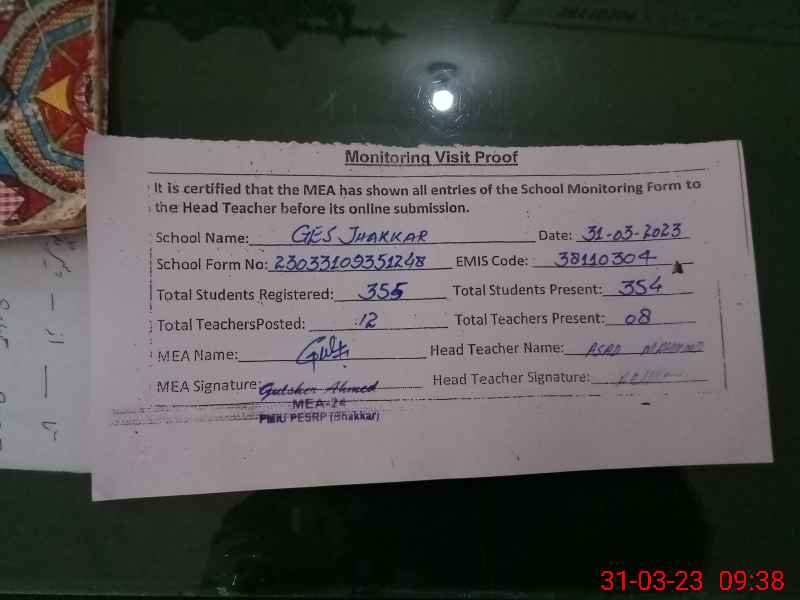 Monitoring Visit Proof
It is certified that the MEA has shown all entries of the School Monitoring Form to
the Head Teacher before its online submission.
School Name: GES JHAKKAR Date: 31-03-2023
School Form No: 23033109351248 EMIS Code: 38110304
Total Students Registered: 355 Total Students Present: 354
Total TeachersPosted: 12 Total Teachers Present: 08
MEA Name: Head Teacher Name: ASAD
MEA Signature: Gulsher Ahmed Head Teacher Signature:
MEA-24
PMIU PESRP (Bhakkar)
31-03-23 09:38